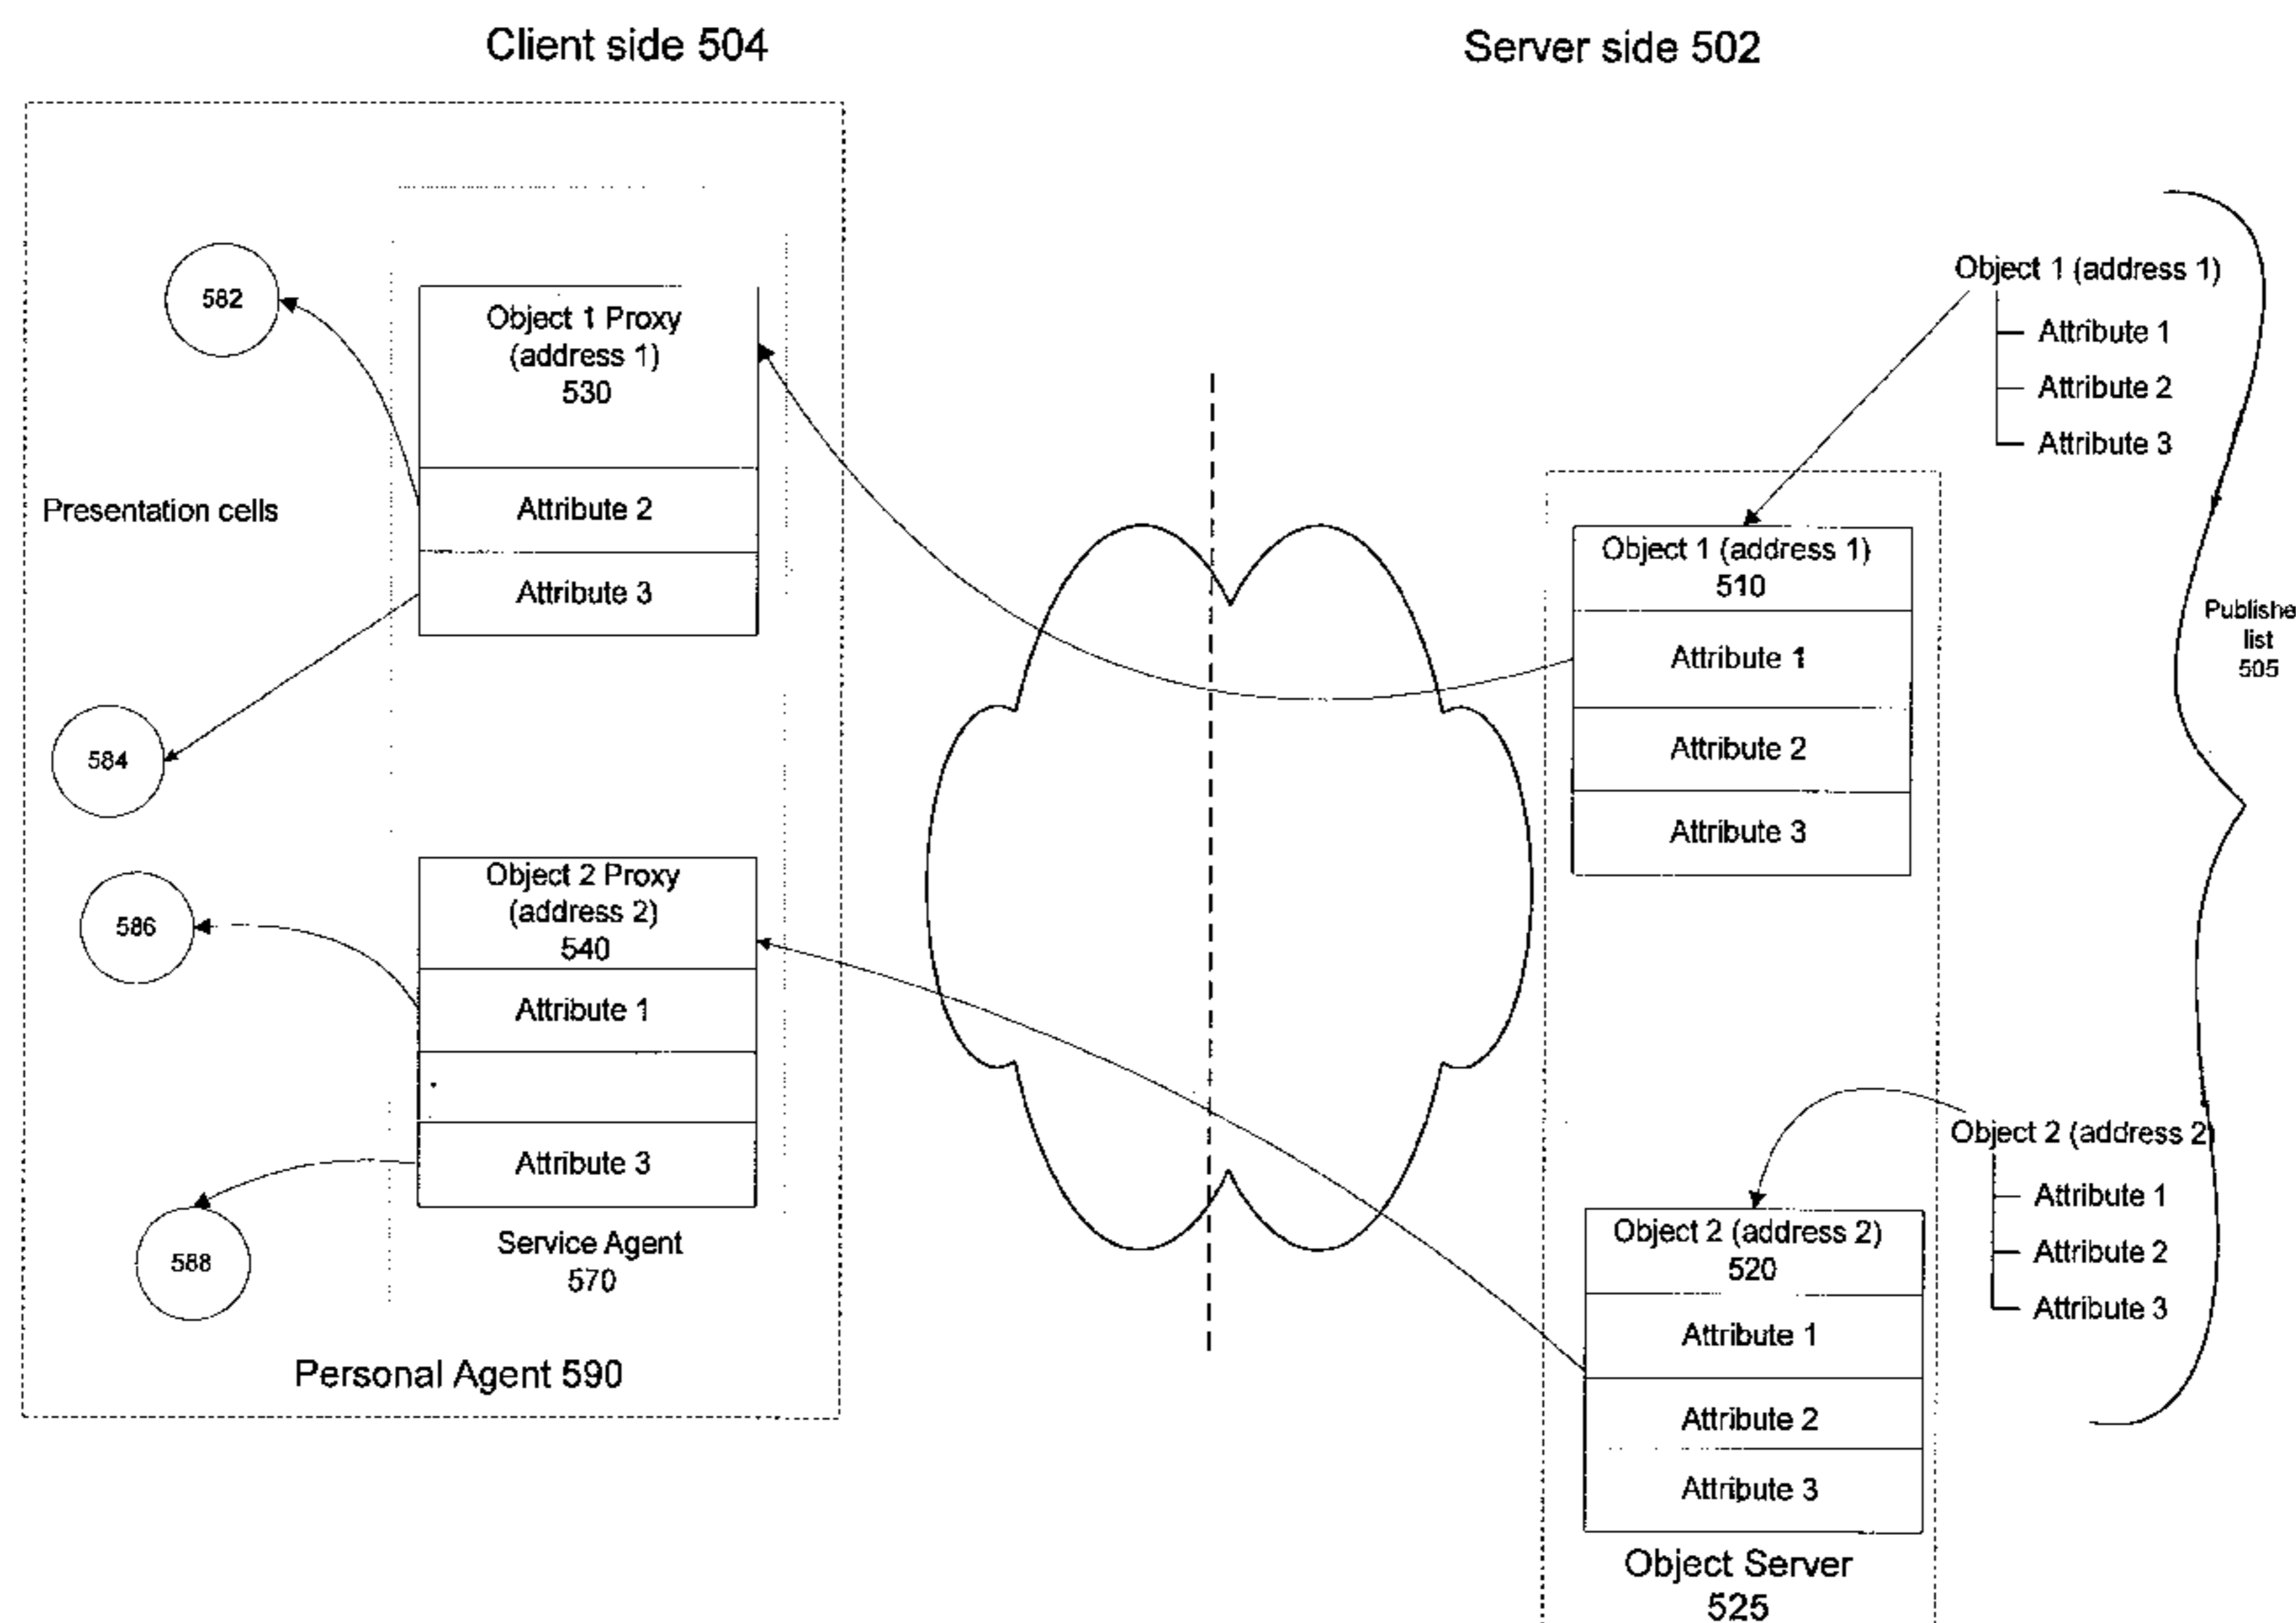 Client side 504
Server side 502
582
Object 1 Proxy
(address 1)
530
Attribute 2
Attribute 3
Presentation cells
584
586
Object 2 Proxy
(address 2)
540
Attribute 1
Attribute 3
588
Service Agent
570
Personal Agent 590
Object 1 (address 1)
Attribute 1
Attribute 2
Attribute 3
Object 1 (address 1)
510
Attribute 1
Attribute 2
Attribute 3
Publishe
list
505
Object 2 (address 2)
Attribute 1
Attribute 2
Attribute 3
Object 2 (address 2)
520
Attribute 1
Attribute 2
Attribute 3
Object Server
525